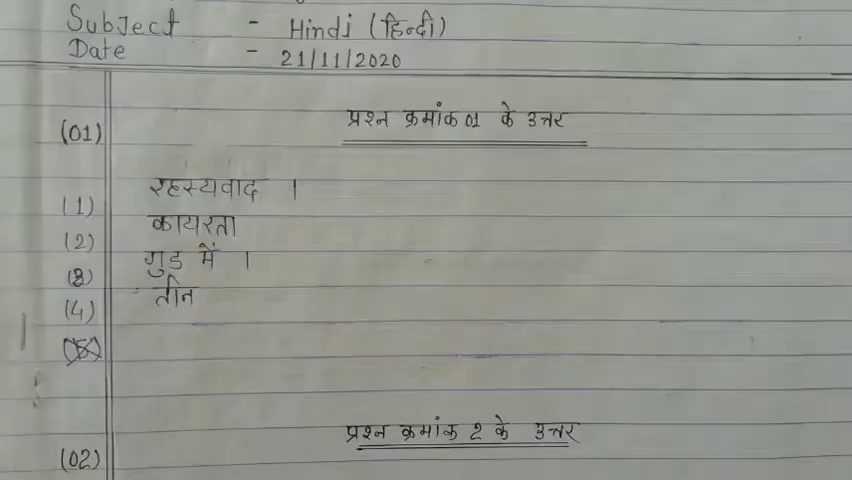 Subject - Hindi (हिन्दी)
Date - 21/11/2020
(01) प्रश्न क्रमांक 01 के उत्तर
(1) रहस्यवाद ।
(2) कायरता
(3) गुड में ।
(4) तीन
(02) प्रश्न क्रमांक 2 के उत्तर